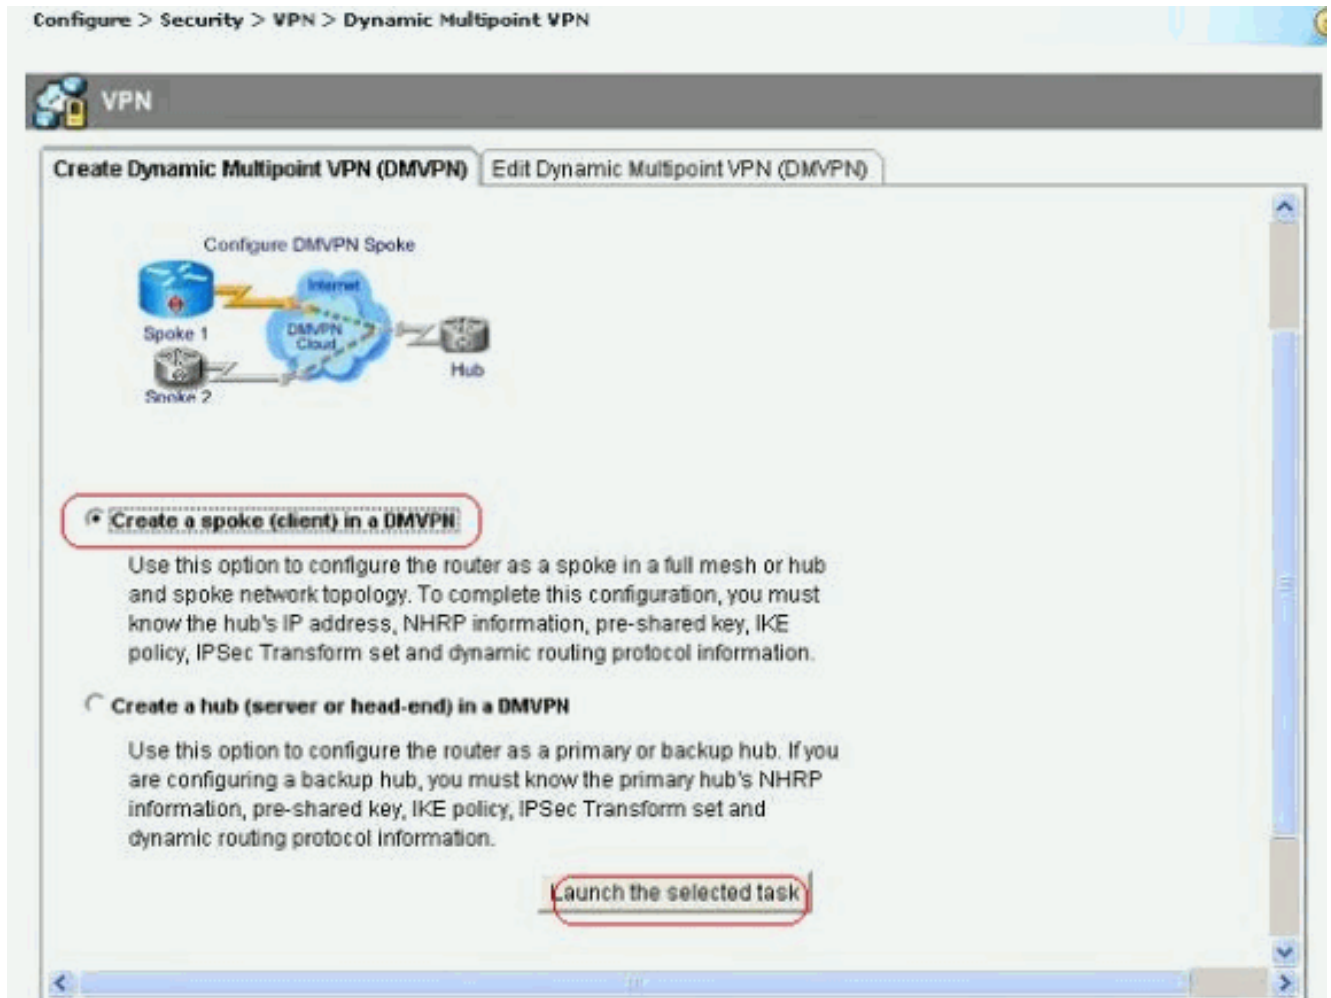 Configure > Security > VPN > Dynamic Multipoint VPN
VPN
Create Dynamic Multipoint VPN (DMVPN)
Edit Dynamic Multipoint VPN (DMVPN)
Configure DMVPN Spoke
Internet
Spoke 1
DMVPN
Cloud
Hub
Spoke 2
Create a spoke (client) in a DMVPN
Use this option to configure the router as a spoke in a full mesh or hub
and spoke network topology. To complete this configuration, you must
know the hub's IP address, NHRP information, pre-shared key, IKE
policy, IPSec Transform set and dynamic routing protocol information.
Create a hub (server or head-end) in a DMVPN
Use this option to configure the router as a primary or backup hub. If you
are configuring a backup hub, you must know the primary hub's NHRP
information, pre-shared key, IKE policy, IPSec Transform set and
dynamic routing protocol information.
Launch the selected task